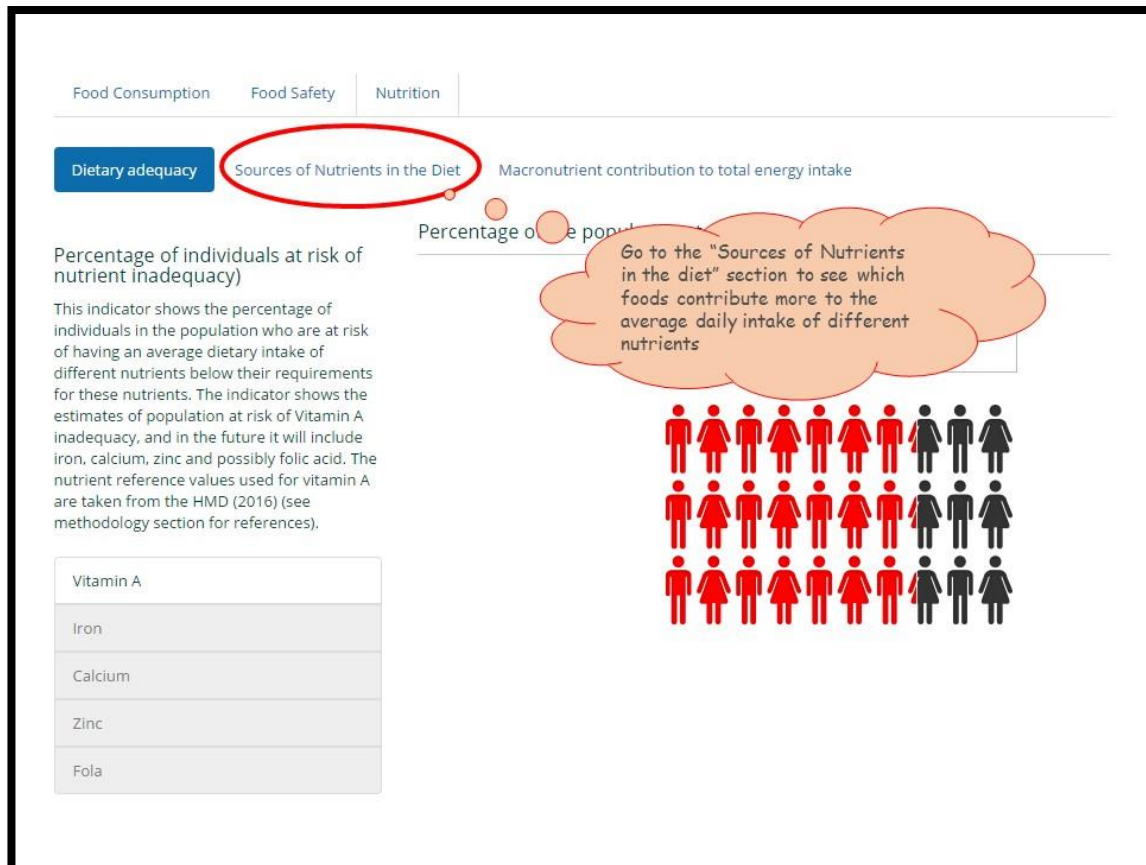 Food Consumption Food Safety Nutrition
Dietary adequacy Sources of Nutrients in the Diet Macronutrient contribution to total energy intake
Percentage of individuals at risk of
nutrient inadequacy)
This indicator shows the percentage of
individuals in the population who are at risk
of having an average dietary intake of
different nutrients below their requirements
for these nutrients. The indicator shows the
estimates of population at risk of Vitamin A
inadequacy, and in the future it will include
iron, calcium, zinc and possibly folic acid. The
nutrient reference values used for vitamin A
are taken from the HMD (2016) (see
methodology section for references).
Vitamin A
Iron
Calcium
Zinc
Fola
Percentage
Go to the “Sources of Nutrients
in the diet” section to see which
foods contribute more to the
average daily intake of different
nutrients